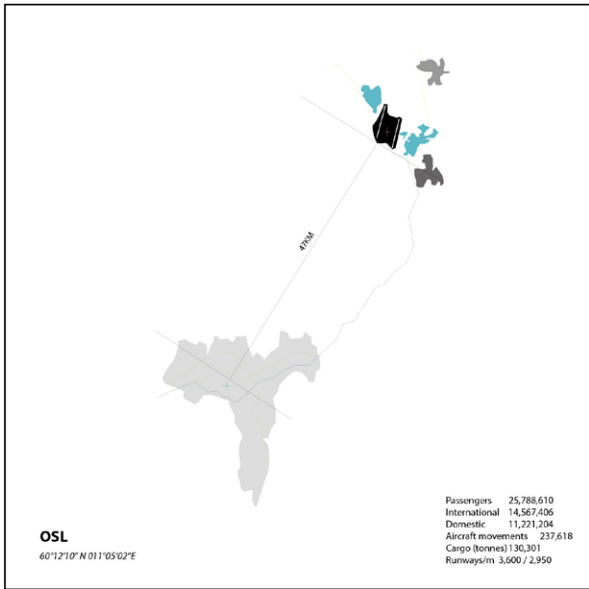 47KM
OSL
60°12'10" N 011°05'02"E
Passengers 25,788,610
International 14,567,406
Domestic 11,221,204
Aircraft movements 237,618
Cargo (tonnes) 130,301
Runways/m 3,600 / 2,950